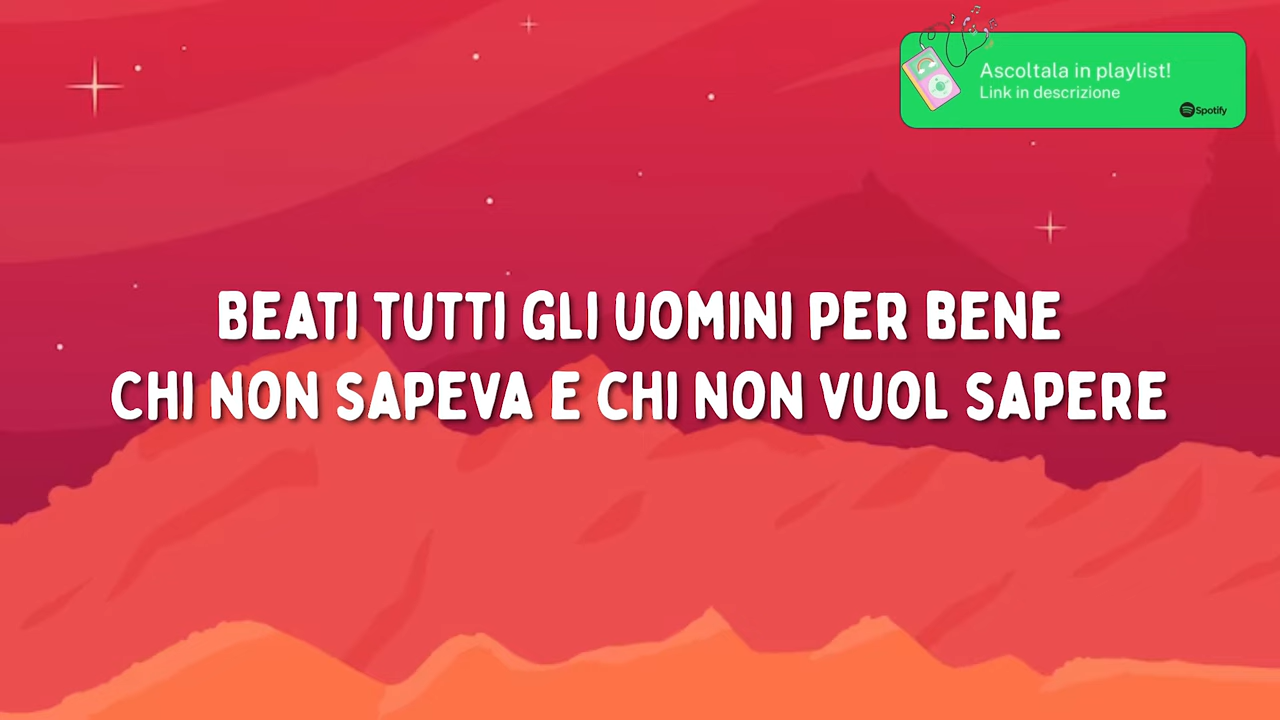 Ascoltala in playlist!
Link in descrizione
Spotify
BEATI TUTTI GLI UOMINI PER BENE
CHI NON SAPEVA E CHI NON VUOL SAPERE